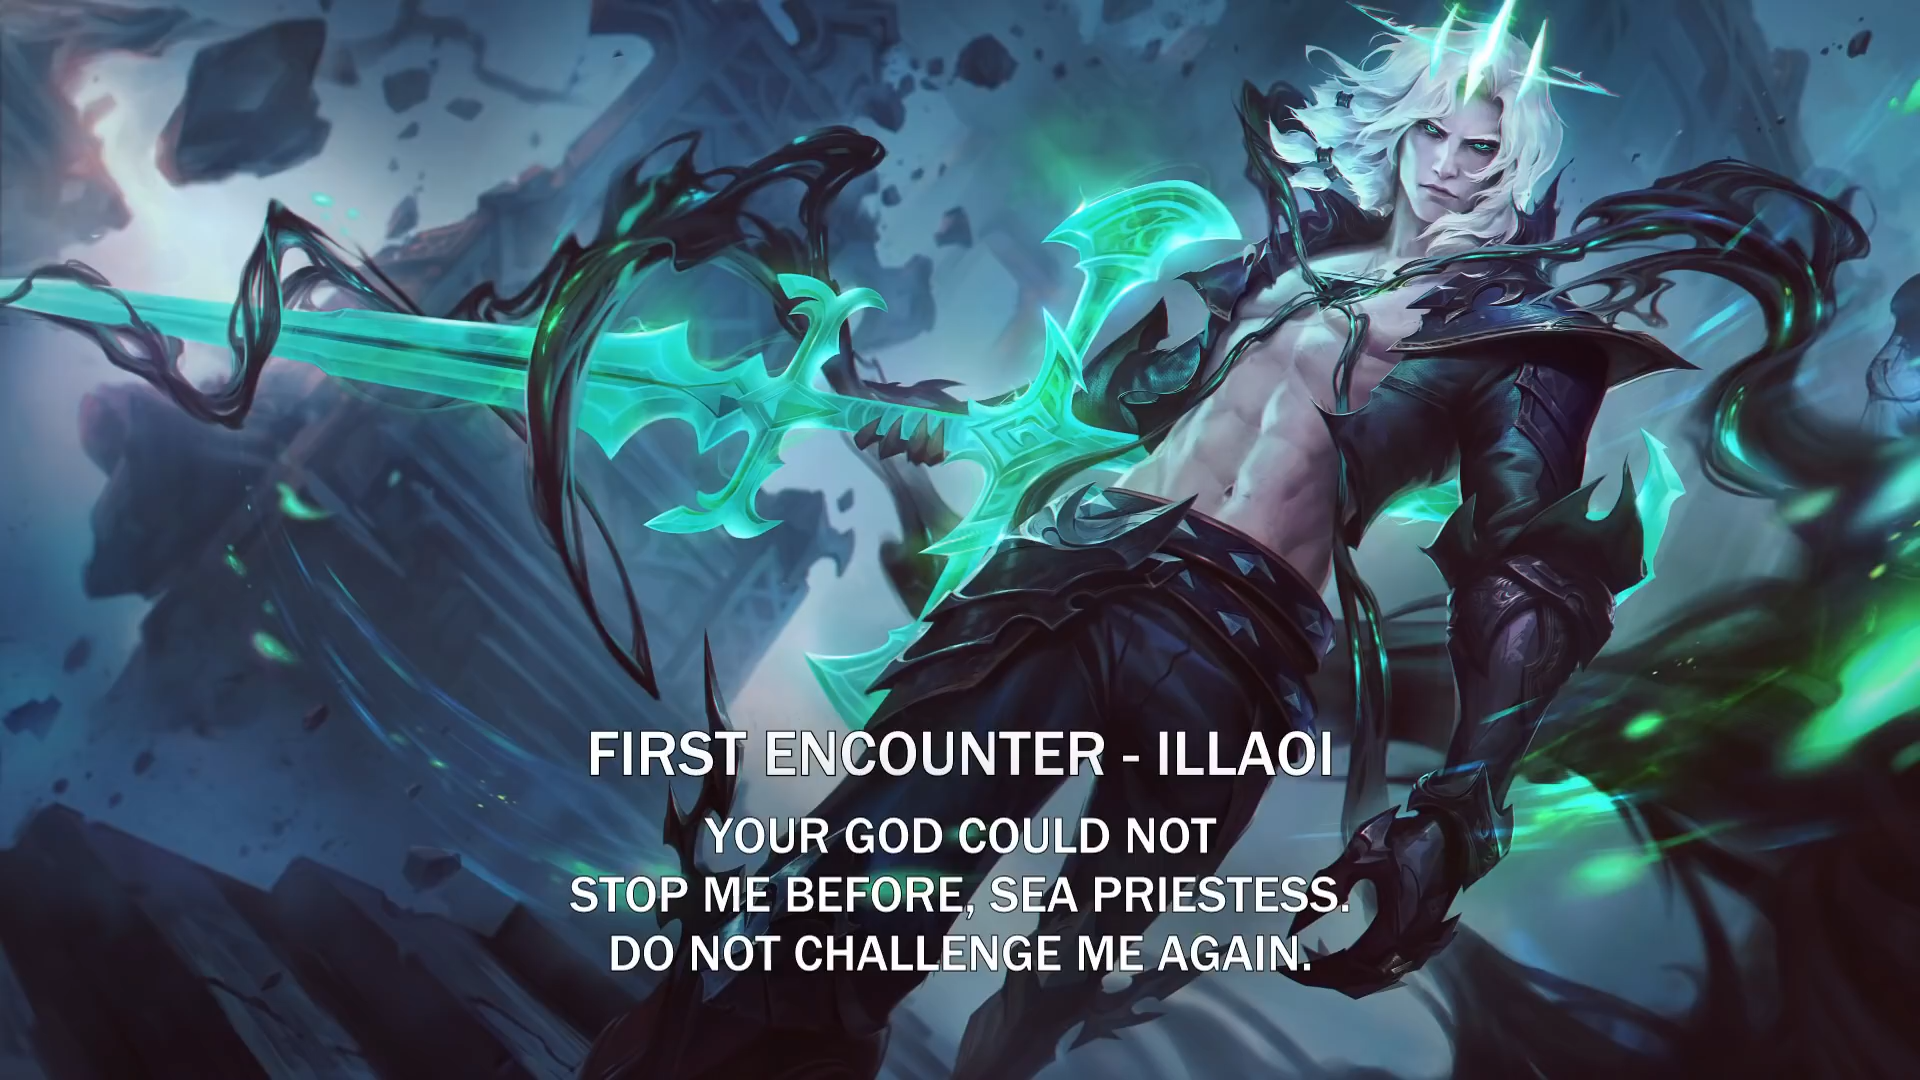 FIRST ENCOUNTER - ILLAOI
YOUR GOD COULD NOT
STOP ME BEFORE, SEA PRIESTESS.
DO NOT CHALLENGE ME AGAIN.